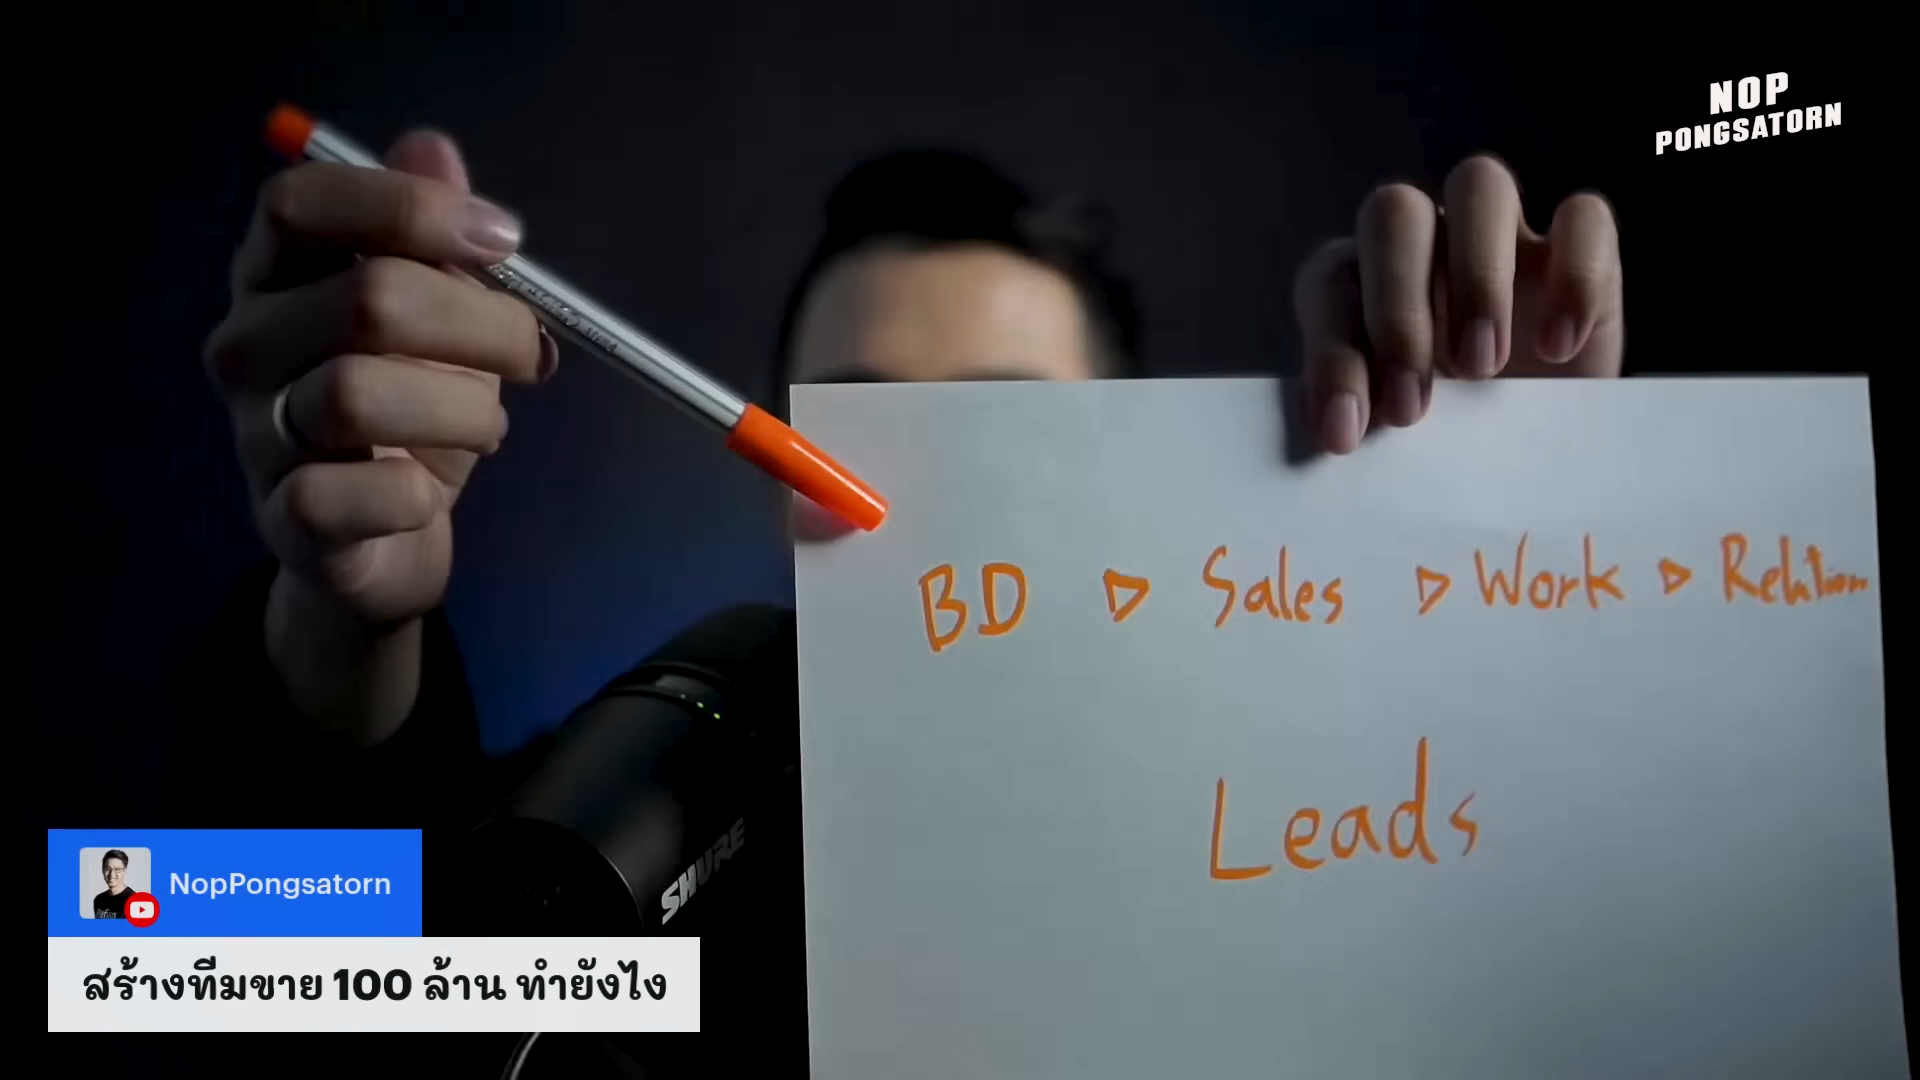 NOP
PONGSATORN
BD ▷ Sales ▷ Work ▷ Relation
Leads
SHURE
NopPongsatorn
สร้างทีมขาย 100 ล้าน ทำยังไง